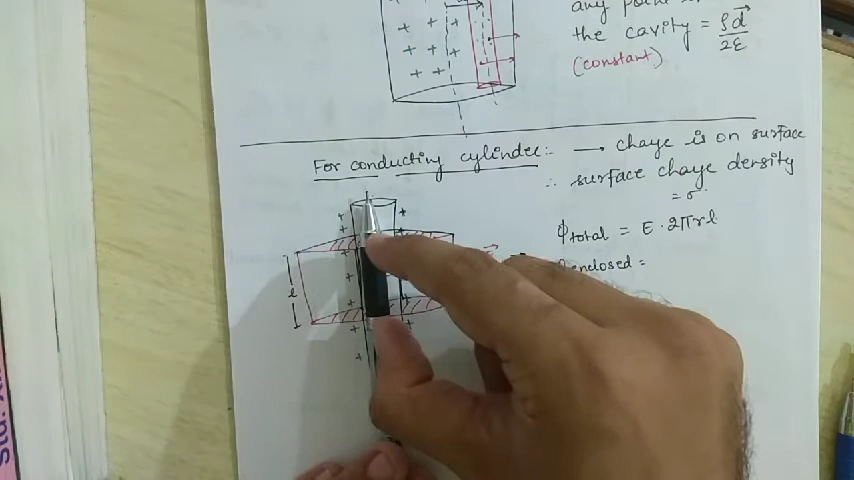 any point
the cavity = ρd⃗/2ε
(constant)
For conducting cylinder:- → charge is on surface
∴ surface charge density
= σ
ϕtotal = E · 2πrl
enclosed =
l
Std.